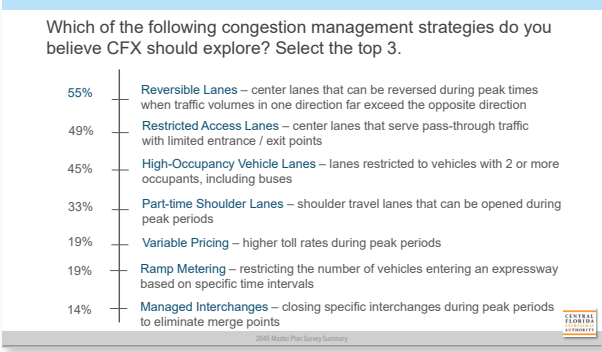 Which of the following congestion management strategies do you
believe CFX should explore? Select the top 3.
55%
Reversible Lanes – center lanes that can be reversed during peak times
when traffic volumes in one direction far exceed the opposite direction
49%
Restricted Access Lanes – center lanes that serve pass-through traffic
with limited entrance / exit points
45%
High-Occupancy Vehicle Lanes – lanes restricted to vehicles with 2 or more
occupants, including buses
33%
Part-time Shoulder Lanes – shoulder travel lanes that can be opened during
peak periods
19%
Variable Pricing – higher toll rates during peak periods
19%
Ramp Metering – restricting the number of vehicles entering an expressway
based on specific time intervals
14%
Managed Interchanges – closing specific interchanges during peak periods
to eliminate merge points
CENTRAL
FLORIDA
EXPRESSWAY
AUTHORITY
2045 Master Plan Survey Summary